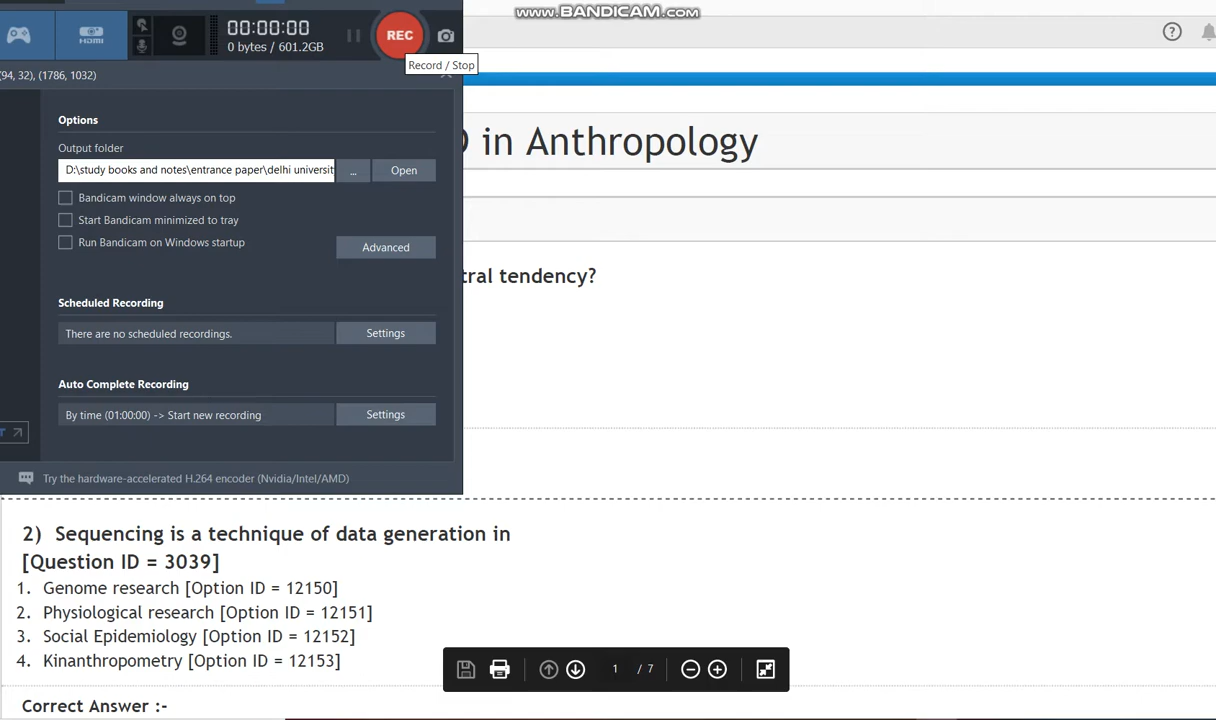 www.BANDICAM.com
00:00:00
0 bytes / 601.2GB
REC
Record / Stop
(94, 32), (1786, 1032)
in Anthropology
Options
Output folder
D:\study books and notes\entrance paper\delhi universit
...
Open
Bandicam window always on top
Start Bandicam minimized to tray
Run Bandicam on Windows startup
Advanced
tral tendency?
Scheduled Recording
There are no scheduled recordings.
Settings
Auto Complete Recording
By time (01:00:00) -> Start new recording
Settings
Try the hardware-accelerated H.264 encoder (Nvidia/Intel/AMD)
2) Sequencing is a technique of data generation in
[Question ID = 3039]
1. Genome research [Option ID = 12150]
2. Physiological research [Option ID = 12151]
3. Social Epidemiology [Option ID = 12152]
4. Kinanthropometry [Option ID = 12153]
1 / 7
Correct Answer :-